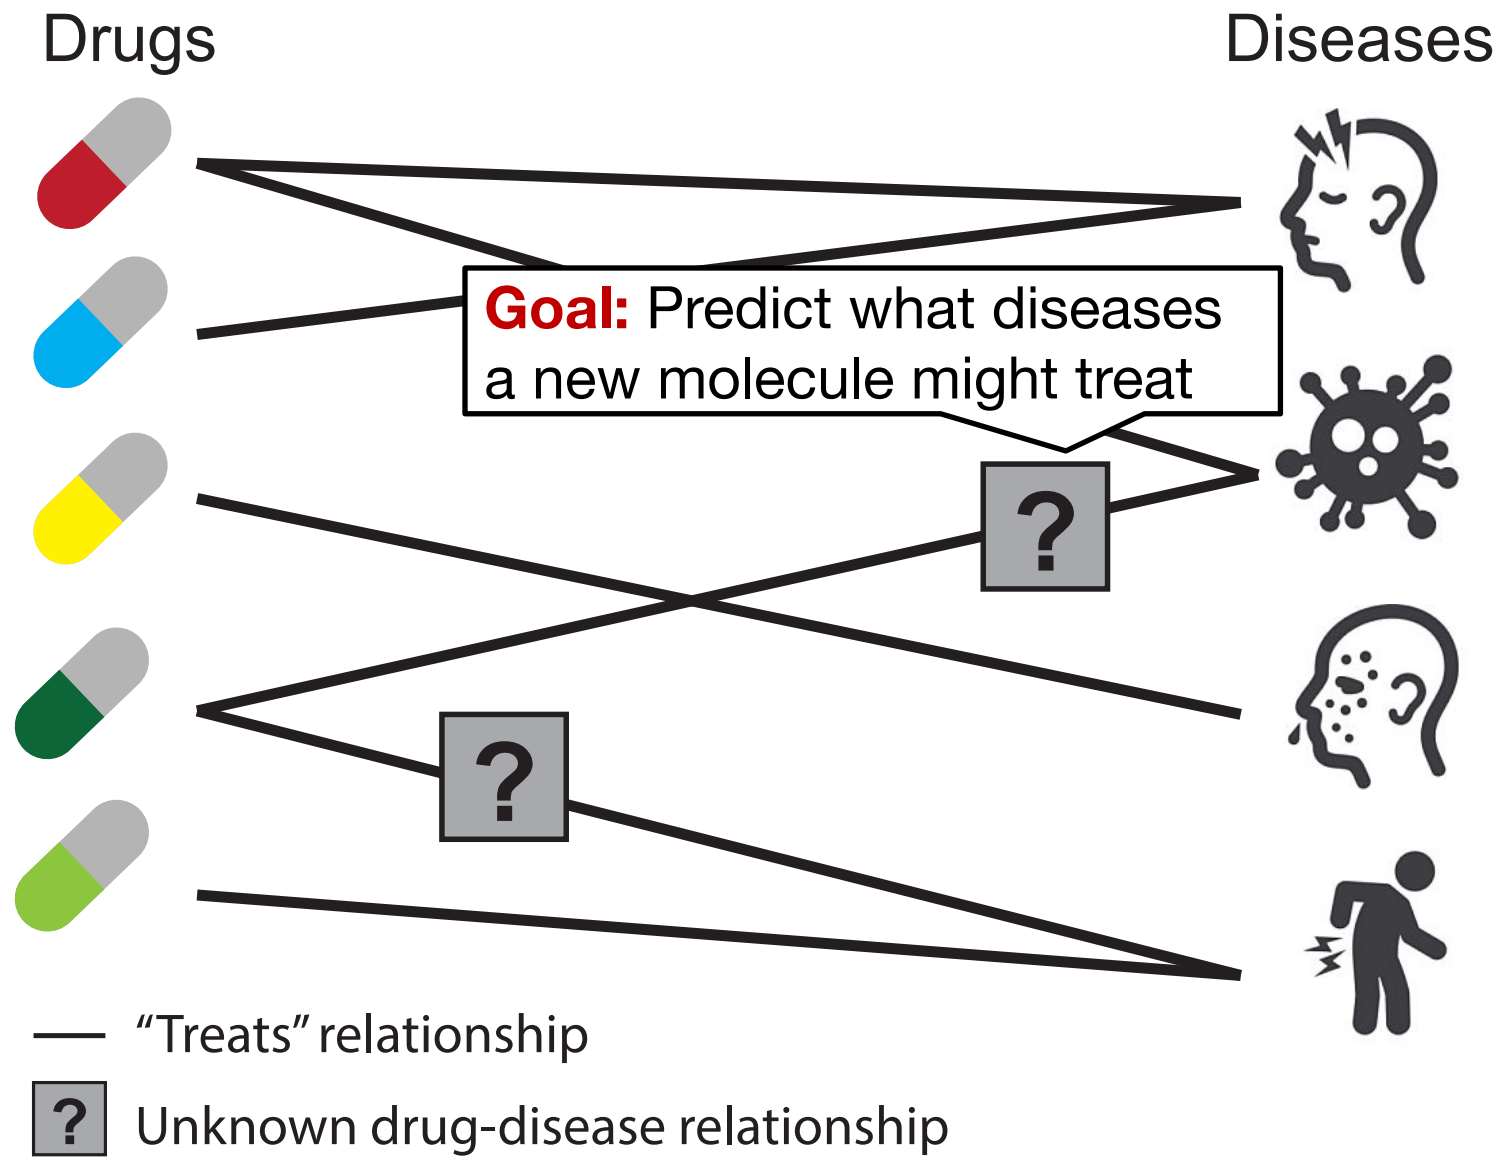 Drugs
Diseases
Goal: Predict what diseases
a new molecule might treat
?
?
“Treats” relationship
? Unknown drug-disease relationship